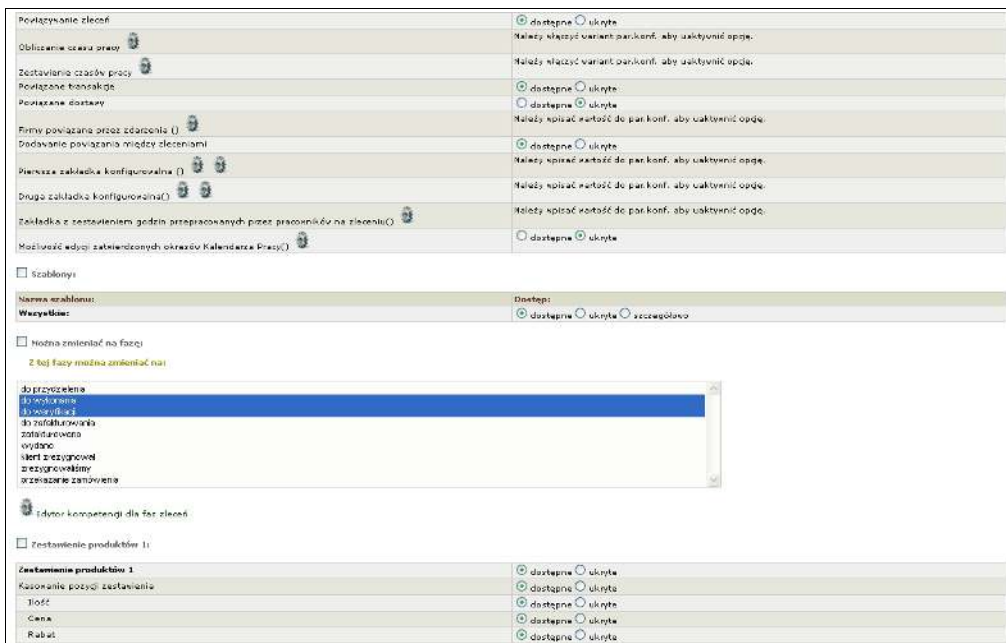 Powiązywanie zleceń dostępne ukryte
Obliczanie czasu pracy Należy włączyć wariant par.konf. aby uaktywnić opcję.
Zestawienie czasów pracy Należy włączyć wariant par.konf. aby uaktywnić opcję.
Powiązane transakcje dostępne ukryte
Powiązane dostawy dostępne ukryte
Firmy powiązane przez zdarzenia () Należy wpisać wartość do par.konf. aby uaktywnić opcję.
Dodawanie powiązania między zleceniami dostępne ukryte
Pierwsza zakładka konfigurowalna () Należy wpisać wartość do par.konf. aby uaktywnić opcję.
Druga zakładka konfigurowalna() Należy wpisać wartość do par.konf. aby uaktywnić opcję.
Zakładka z zestawieniem godzin przepracowanych przez pracowników na zleceniu() Należy wpisać wartość do par.konf. aby uaktywnić opcję.
Możliwość edycji zatwierdzonych okresów Kalendarza Pracy() dostępne ukryte
Szablony:
Nazwa szablonu: Dostęp:
Wszystkie: dostępne ukryte szczegółowo
Można zmieniać na fazę:
Z tej fazy można zmieniać na:
do przydzielenia
do wykonania
do weryfikacji
do zafakturowania
zafakturowano
wydano
klient zrezygnował
zrezygnowaliśmy
przekazanie zamówienia
Edytor kompetencji dla faz zleceń
Zestawienie produktów 1:
Zestawienie produktów 1 dostępne ukryte
Kasowanie pozycji zestawienia dostępne ukryte
Ilość dostępne ukryte
Cena dostępne ukryte
Rabat dostępne ukryte